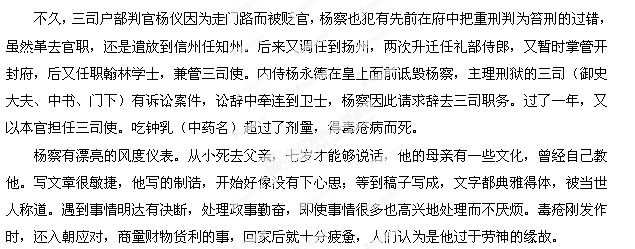 不久，三司户部判官杨仪因为走门路而被贬官，杨察也犯有先前在府中把重刑判为笞刑的过错，
虽然革去官职，还是遣放到信州任知州。后来又调任到扬州，两次升迁任礼部侍郎，又暂时掌管开
封府，后又任职翰林学士，兼管三司使。内侍杨永德在皇上面前诋毁杨察，主理刑狱的三司（御史
大夫、中书、门下）有诉讼案件，讼辞中牵连到卫士，杨察因此请求辞去三司职务。过了一年，又
以本官担任三司使。吃钟乳（中药名）超过了剂量，得毒疮病而死。
杨察有漂亮的风度仪表。从小死去父亲，七岁才能够说话，他的母亲有一些文化，曾经自己教
他。写文章很敏捷，他写的制诰，开始好像没有下心思；等到稿子写成，文字都典雅得体，被当世
人称道。遇到事情明达有决断，处理政事勤奋，即使事情很多也高兴地处理而不厌烦。毒疮刚发作
时，还入朝应对，商量财物货利的事，回家后就十分疲惫，人们认为是他过于劳神的缘故。